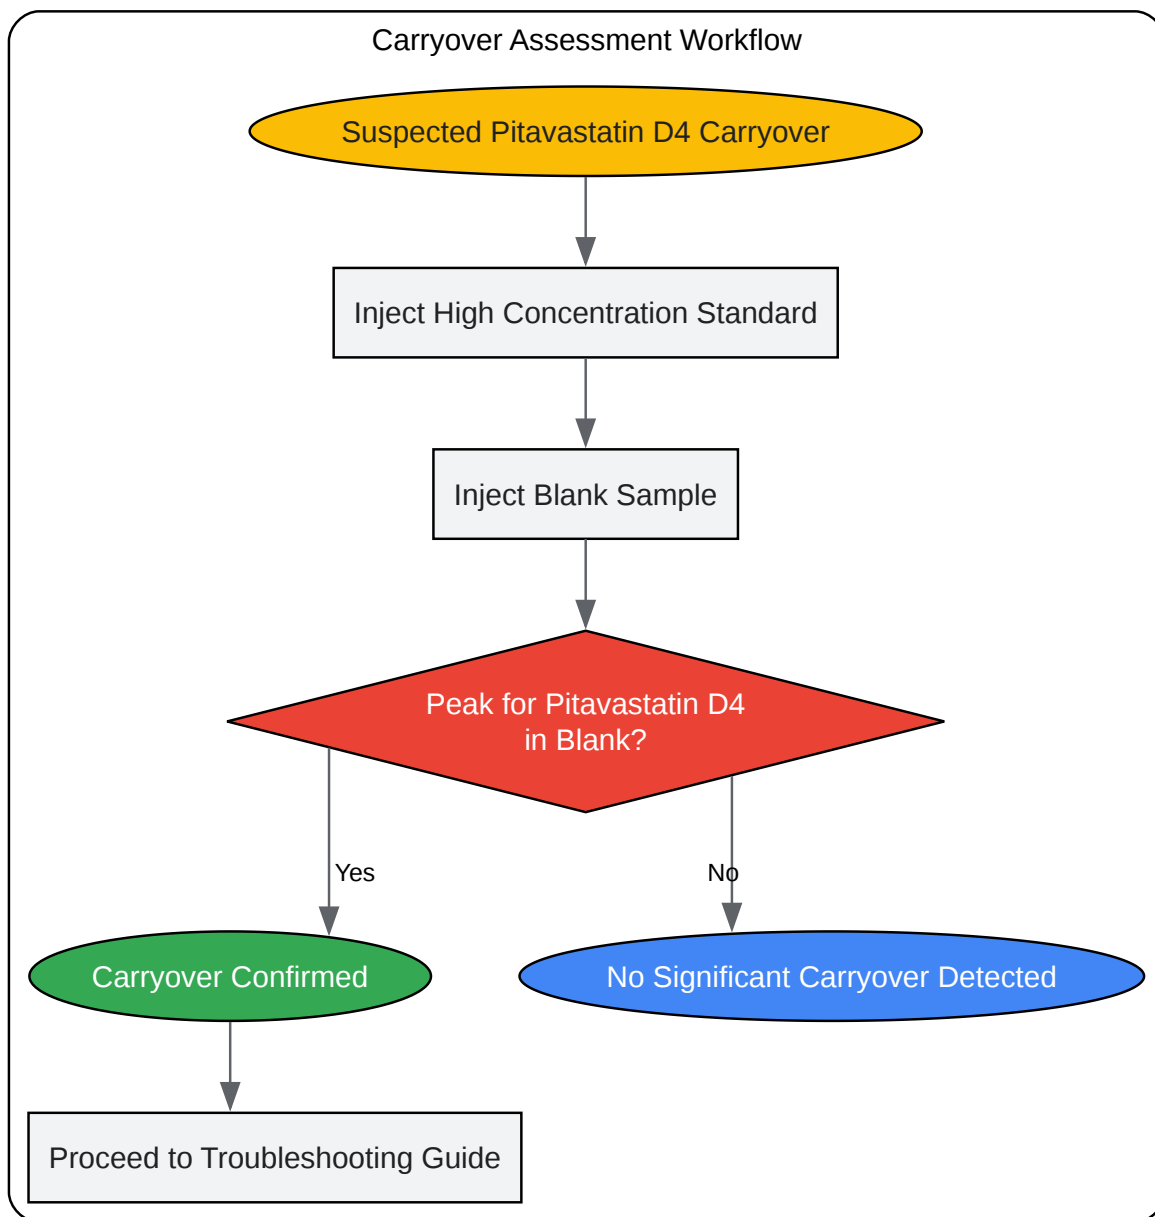 Carryover Assessment Workflow
Suspected Pitavastatin D4 Carryover
Inject High Concentration Standard
Inject Blank Sample
Peak for Pitavastatin D4
in Blank?
Yes
No
Carryover Confirmed
No Significant Carryover Detected
Proceed to Troubleshooting Guide